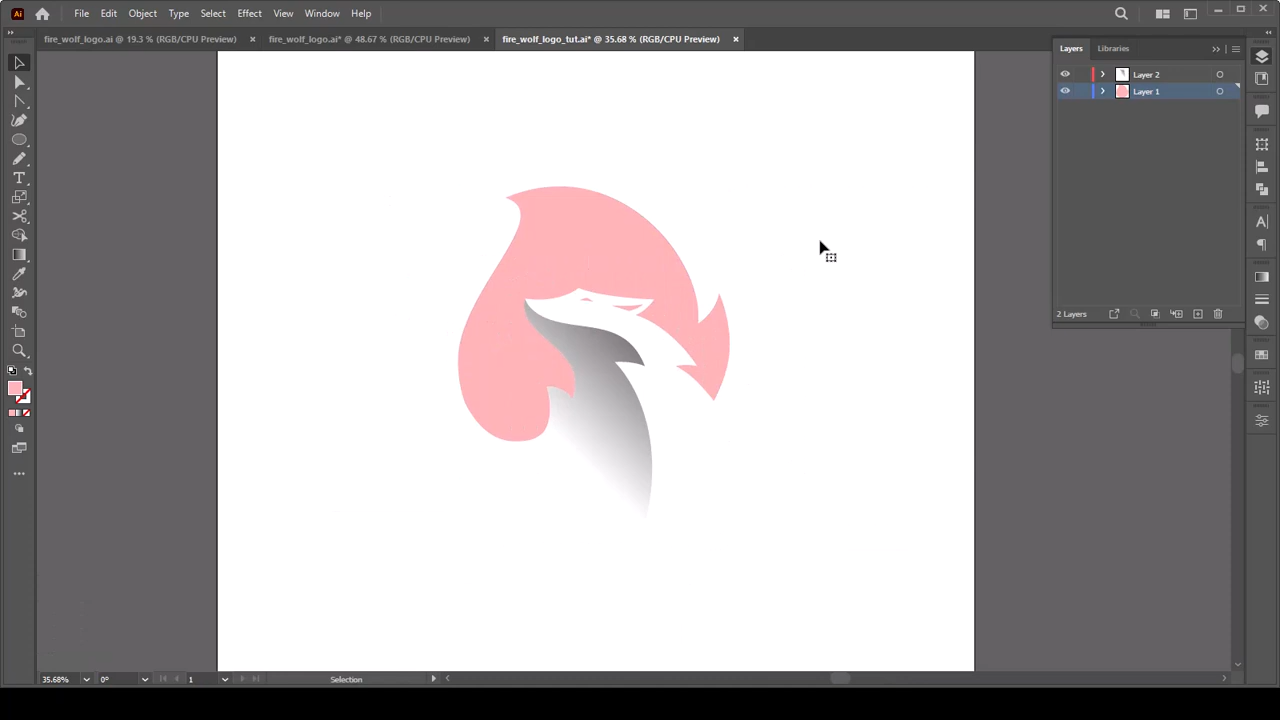 Ai File Edit Object Type Select Effect View Window Help
fire_wolf_logo.ai @ 19.3 % (RGB/CPU Preview) × fire_wolf_logo.ai* @ 48.67 % (RGB/CPU Preview) × fire_wolf_logo_tut.ai* @ 35.68 % (RGB/CPU Preview) ×
Layers Libraries
Layer 2
Layer 1
2 Layers
35.68% 0° 1 Selection